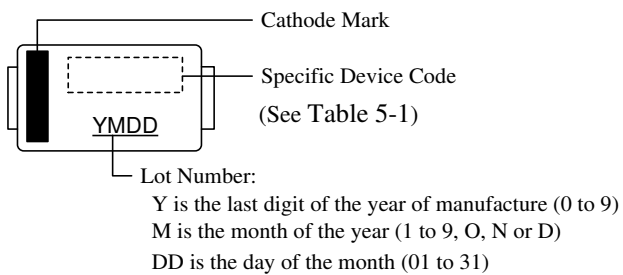 Cathode Mark
Specific Device Code
(See Table 5-1)
YMDD
Lot Number:
Y is the last digit of the year of manufacture (0 to 9)
M is the month of the year (1 to 9, O, N or D)
DD is the day of the month (01 to 31)